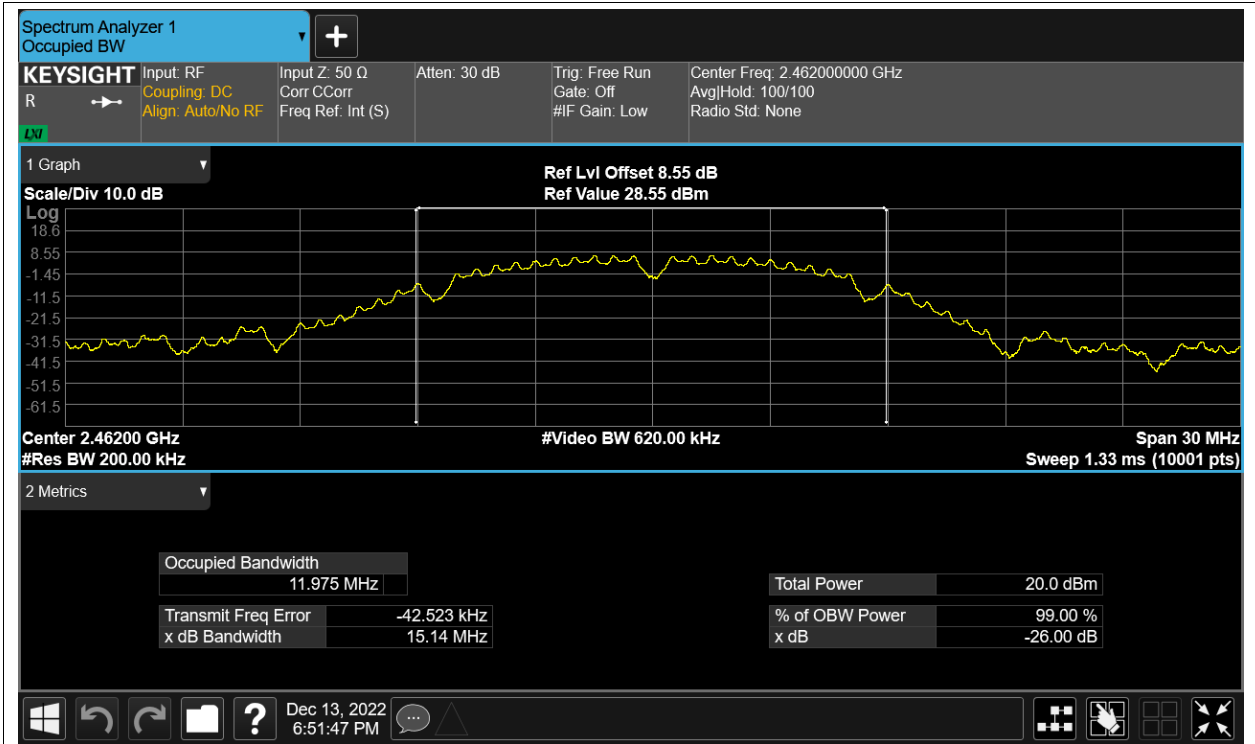 Spectrum Analyzer 1
Occupied BW
KEYSIGHT
R
LXI
Input: RF
Coupling: DC
Align: Auto/No RF
Input Z: 50 Ω
Corr CCorr
Freq Ref: Int (S)
Atten: 30 dB
Trig: Free Run
Gate: Off
#IF Gain: Low
Center Freq: 2.462000000 GHz
Avg|Hold: 100/100
Radio Std: None
1 Graph
Scale/Div 10.0 dB
Ref Lvl Offset 8.55 dB
Ref Value 28.55 dBm
Log
18.6
8.55
-1.45
-11.5
-21.5
-31.5
-41.5
-51.5
-61.5
Center 2.46200 GHz
#Res BW 200.00 kHz
#Video BW 620.00 kHz
Span 30 MHz
Sweep 1.33 ms (10001 pts)
2 Metrics
Occupied Bandwidth
11.975 MHz
Transmit Freq Error -42.523 kHz
x dB Bandwidth 15.14 MHz
Total Power 20.0 dBm
% of OBW Power 99.00 %
x dB -26.00 dB
?
Dec 13, 2022
6:51:47 PM